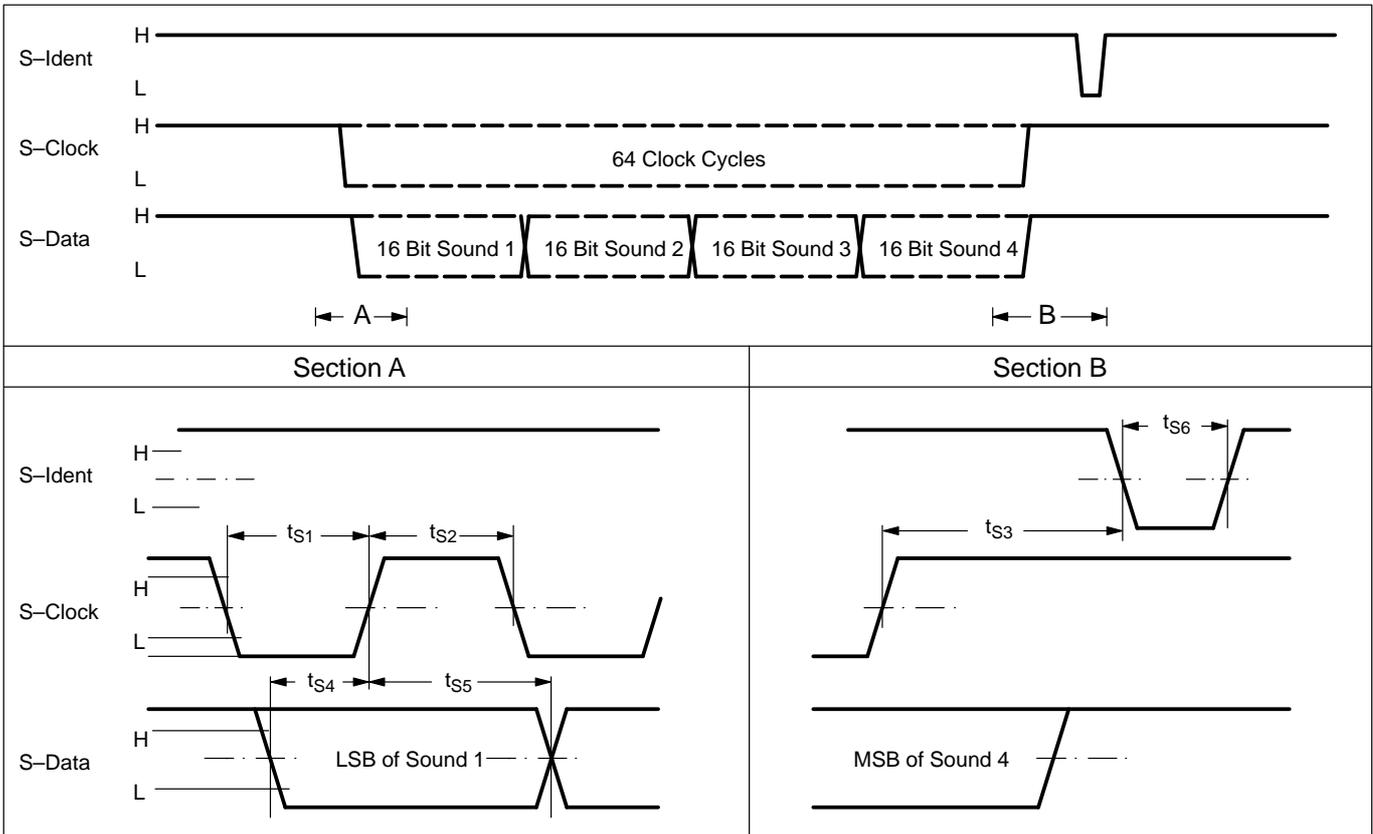 S–Ident
H
L
S–Clock
H
L
64 Clock Cycles
S–Data
H
L
16 Bit Sound 1
16 Bit Sound 2
16 Bit Sound 3
16 Bit Sound 4
A
B
Section A
Section B
S–Ident
H
L
tS6
tS1
tS2
tS3
S–Clock
H
L
tS4
tS5
S–Data
H
L
LSB of Sound 1
MSB of Sound 4